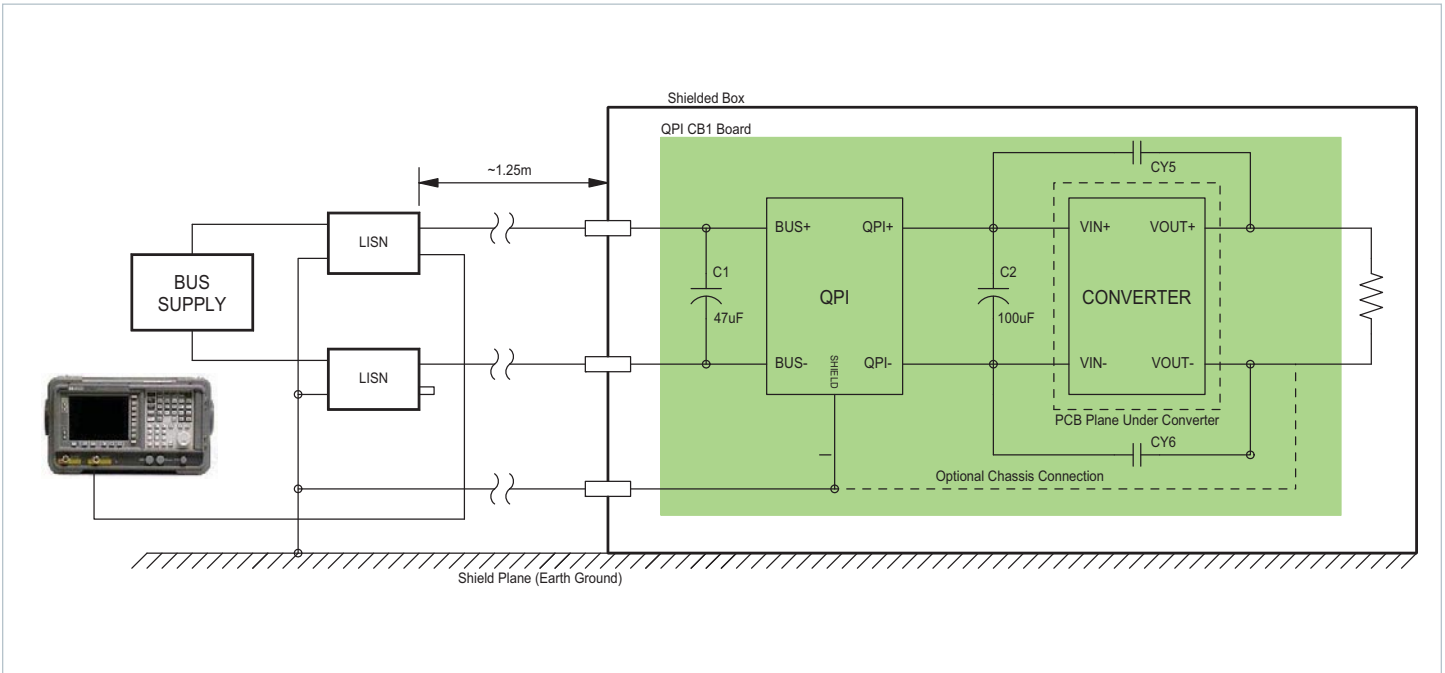 Shielded Box
QPI CB1 Board
~1.25m
CY5
LISN
BUS+
QPI+
VIN+
VOUT+
BUS
SUPPLY
C1
47uF
QPI
C2
100uF
CONVERTER
LISN
BUS-
SHIELD
QPI-
VIN-
VOUT-
PCB Plane Under Converter
CY6
Optional Chassis Connection
Shield Plane (Earth Ground)